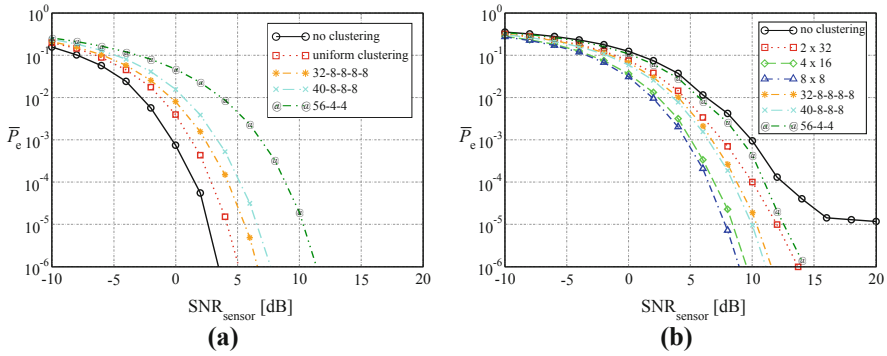 10^0
10^-1
10^-2
10^-3
10^-4
10^-5
10^-6
P̅_e
-10
-5
0
5
10
15
20
SNR_sensor [dB]
no clustering
uniform clustering
32-8-8-8-8
40-8-8-8
56-4-4
(a)
10^0
10^-1
10^-2
10^-3
10^-4
10^-5
10^-6
P̅_e
-10
-5
0
5
10
15
20
SNR_sensor [dB]
no clustering
2 x 32
4 x 16
8 x 8
32-8-8-8-8
40-8-8-8
56-4-4
(b)